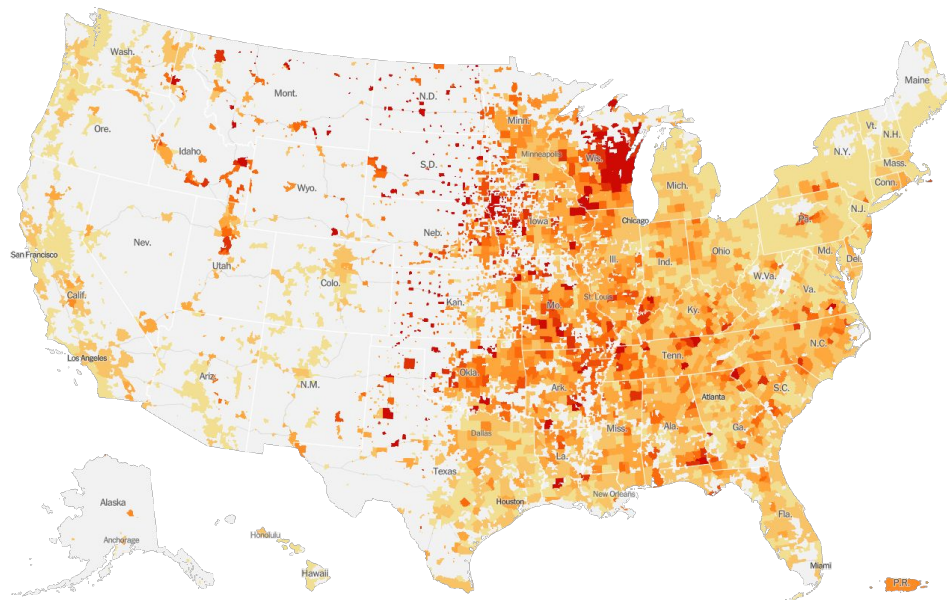 Wash.
Maine
Mont.
N.D.
Vt.
N.H.
Ore.
Minn.
N.Y.
Idaho
Minneapolis
Wis.
Mass.
S.D.
Conn.
Wyo.
Mich.
N.J.
Pa.
Iowa
Chicago
Neb.
Nev.
San Francisco
Ohio
Md.
Del.
Utah
Ill.
Ind.
Colo.
W.Va.
Va.
Calif.
Kan.
Mo.
St. Louis
Ky.
N.C.
Los Angeles
Tenn.
Ariz.
Okla.
N.M.
Ark.
S.C.
Atlanta
Miss.
Ala.
Ga.
Dallas
La.
Texas
New Orleans
Houston
Alaska
Fla.
Honolulu
Anchorage
Miami
Hawaii
P.R.